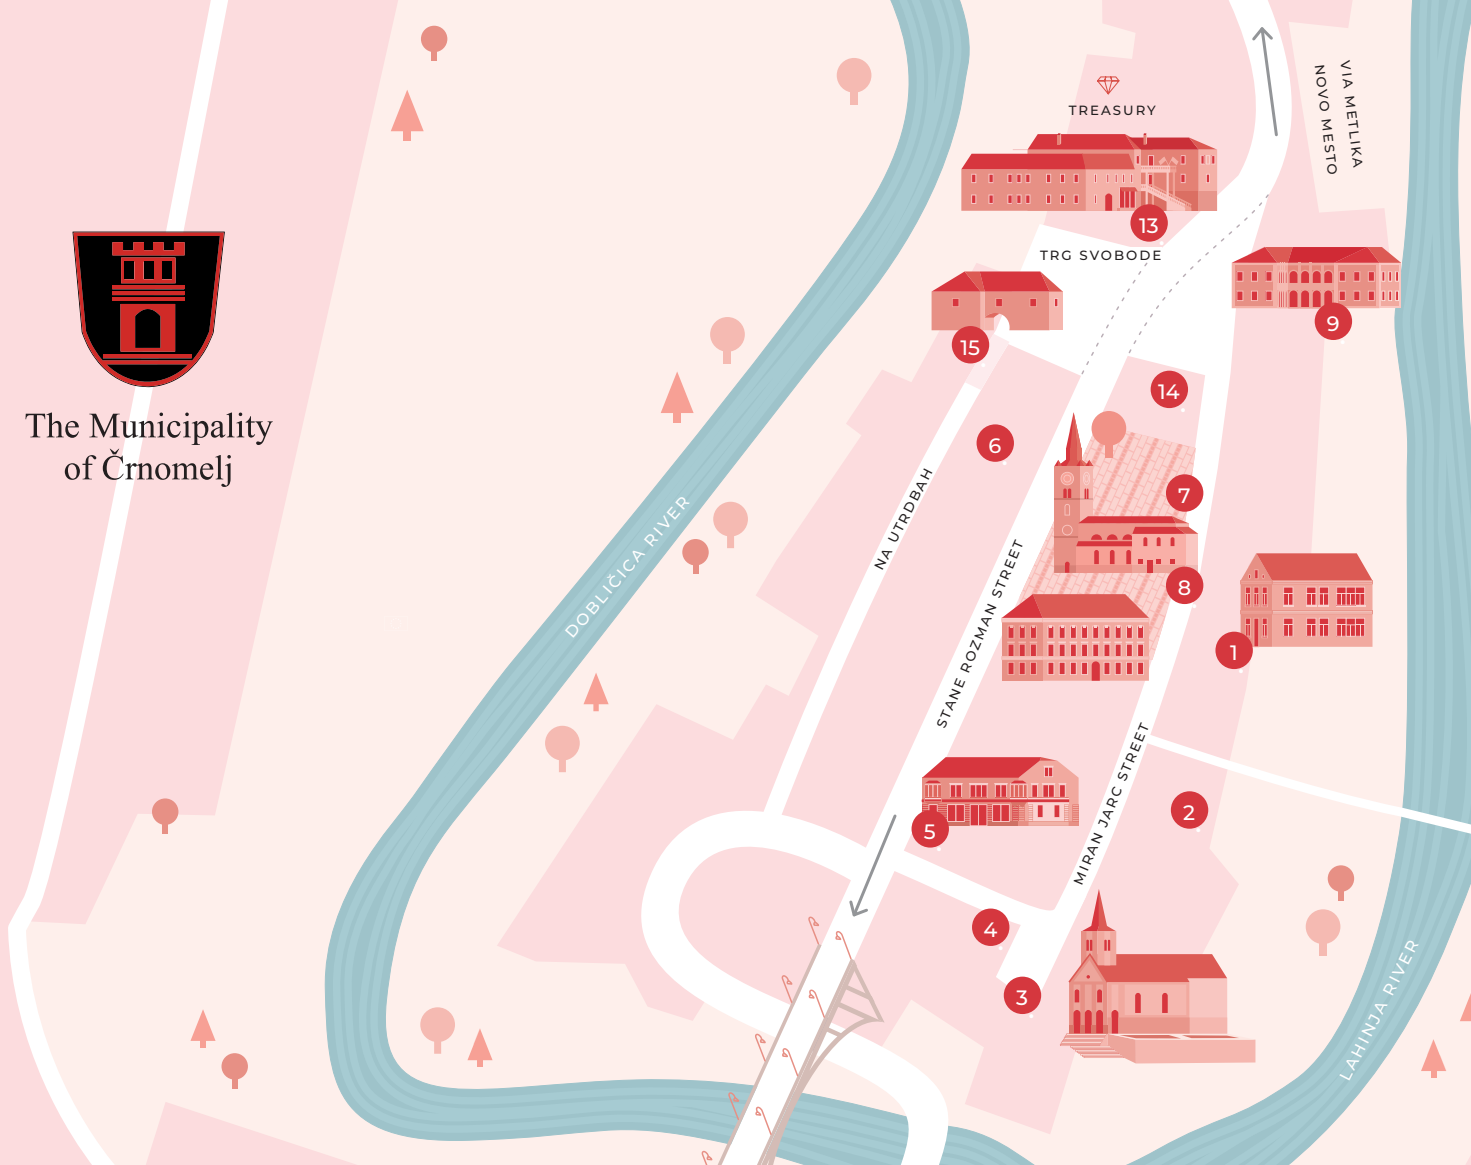 TREASURY
13
TRG SVOBODE
VIA METLIKA
NOVO MESTO
15
9
14
6
7
8
1
The Municipality
of Črnomelj
DOBLIČICA RIVER
NA UTRDBAH
STANE ROZMAN STREET
MIRAN JARC STREET
5
2
4
3
LAHINJA RIVER